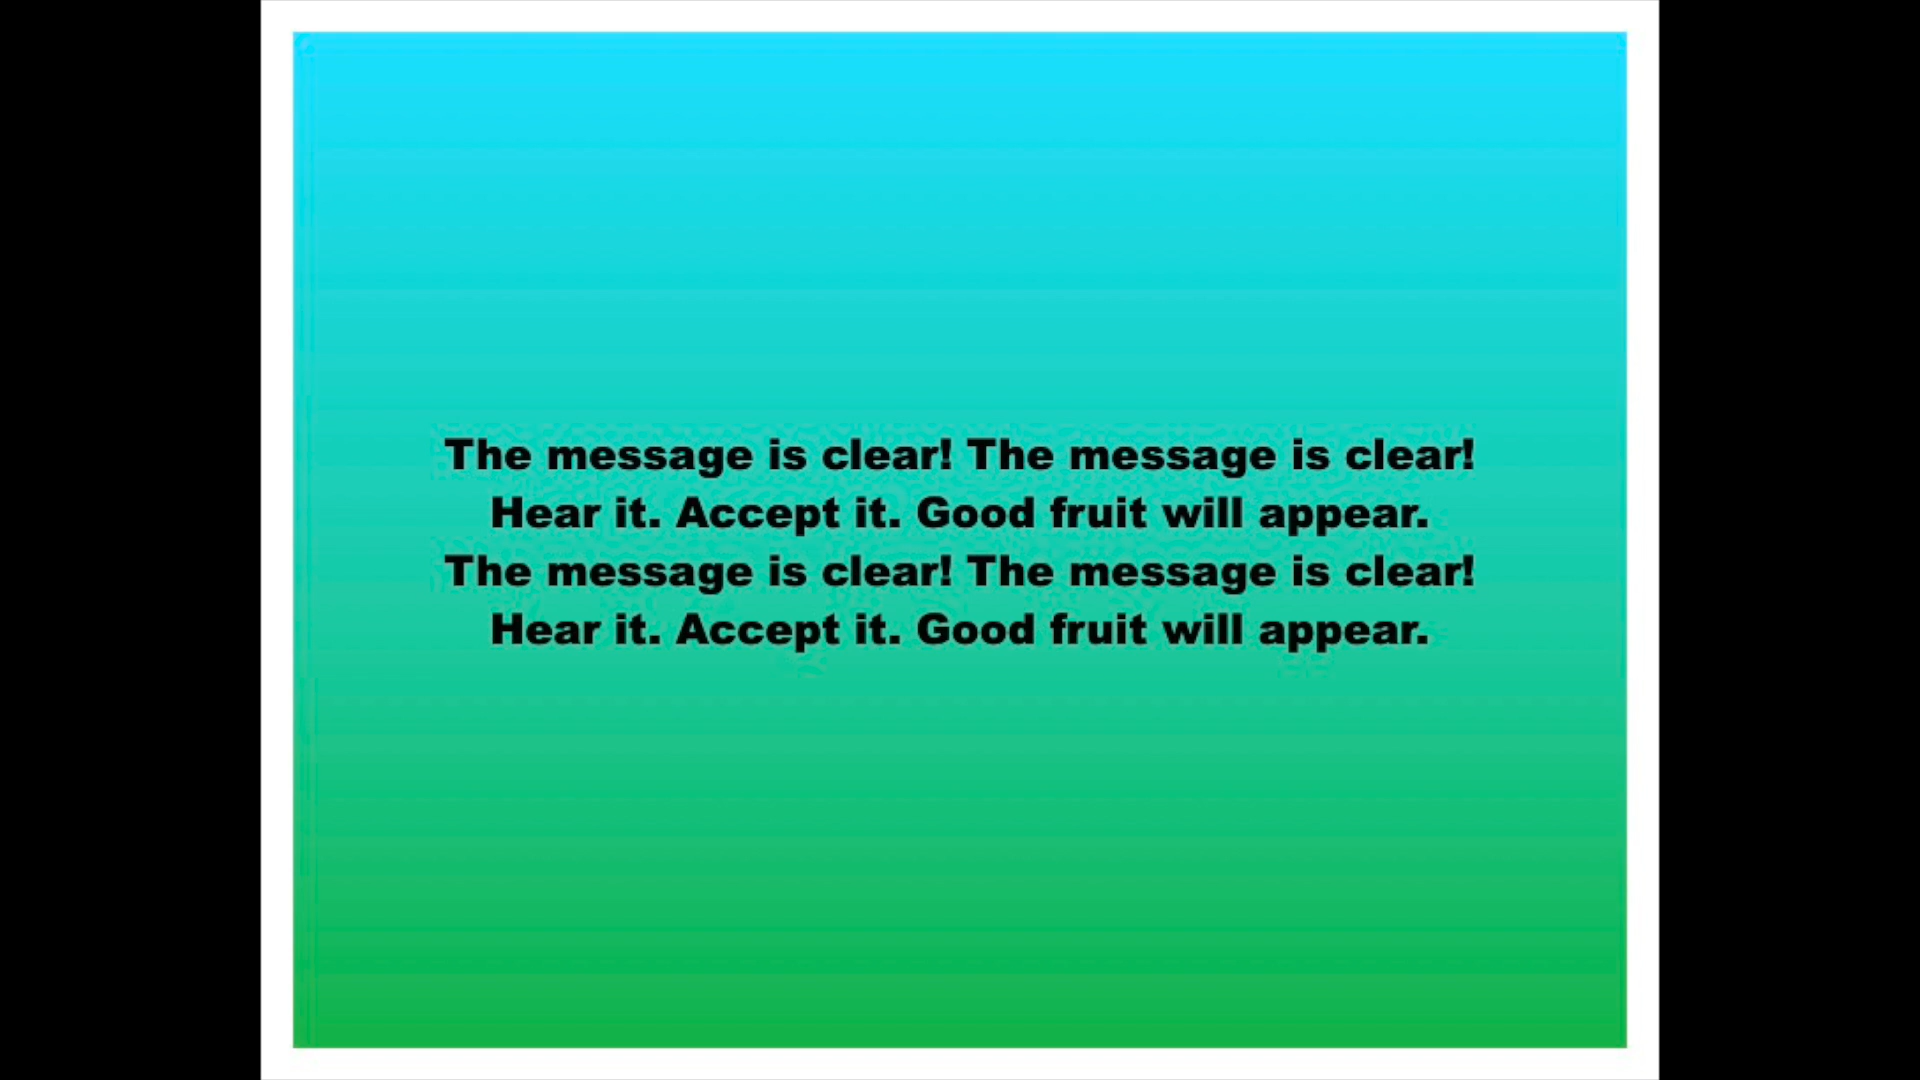 The message is clear! The message is clear!
Hear it. Accept it. Good fruit will appear.
The message is clear! The message is clear!
Hear it. Accept it. Good fruit will appear.